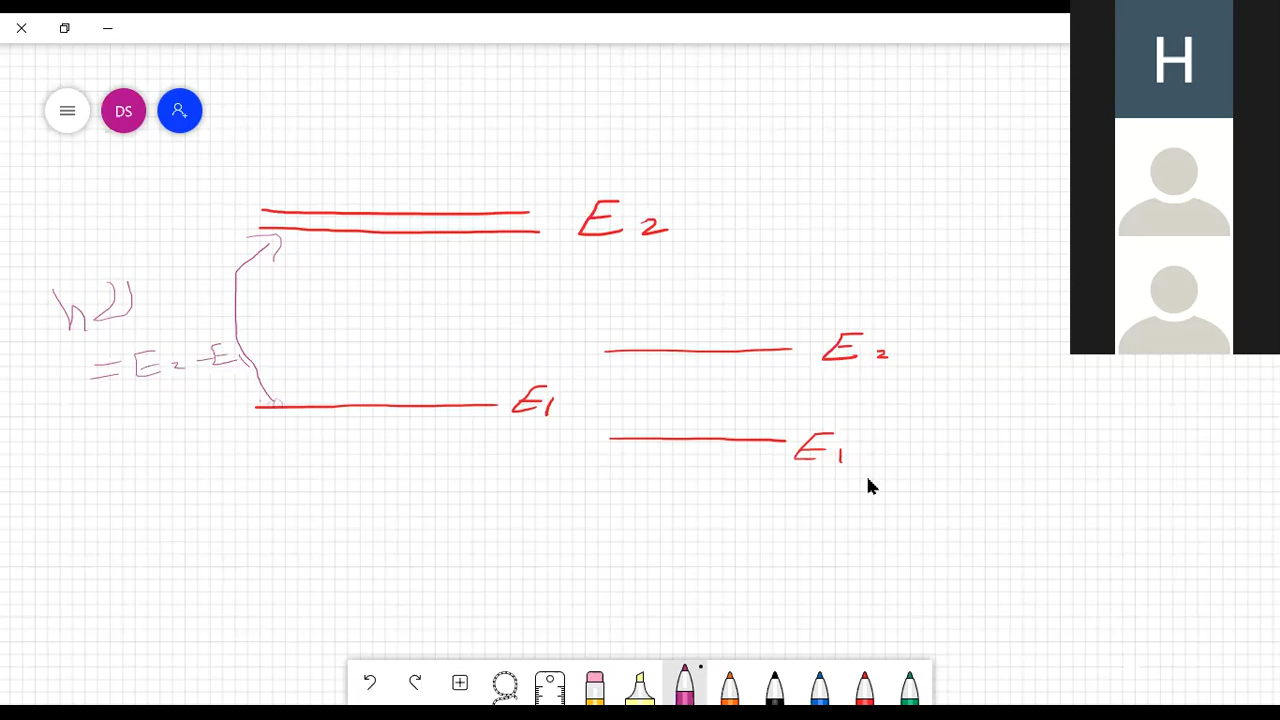 H
DS
E2
hν
= E2 - E1
E2
E1
E1